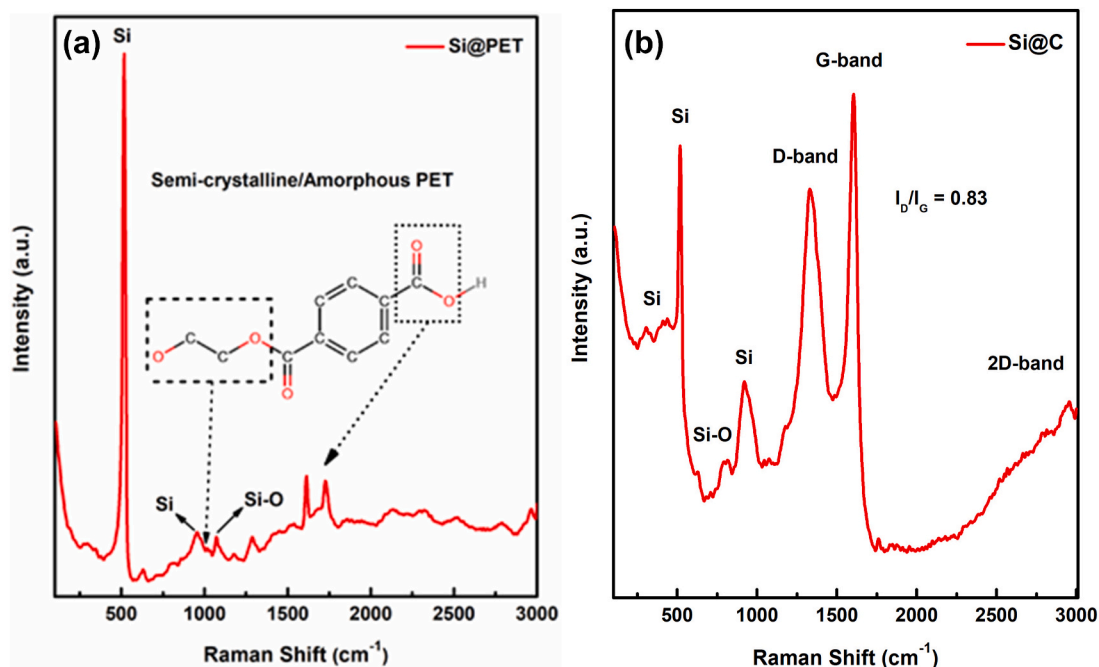 (a)
Si
Si@PET
Semi-crystalline/Amorphous PET
O
C
O
H
C
C
C
C
C
O
C
C
O
C
C
C
C
O
Si
Si-O
500
1000
1500
2000
2500
3000
Raman Shift (cm-1)
Intensity (a.u.)
(b)
Si@C
G-band
Si
D-band
ID/IG = 0.83
Si
Si
2D-band
Si-O
500
1000
1500
2000
2500
3000
Raman Shift (cm-1)
Intensity (a.u.)